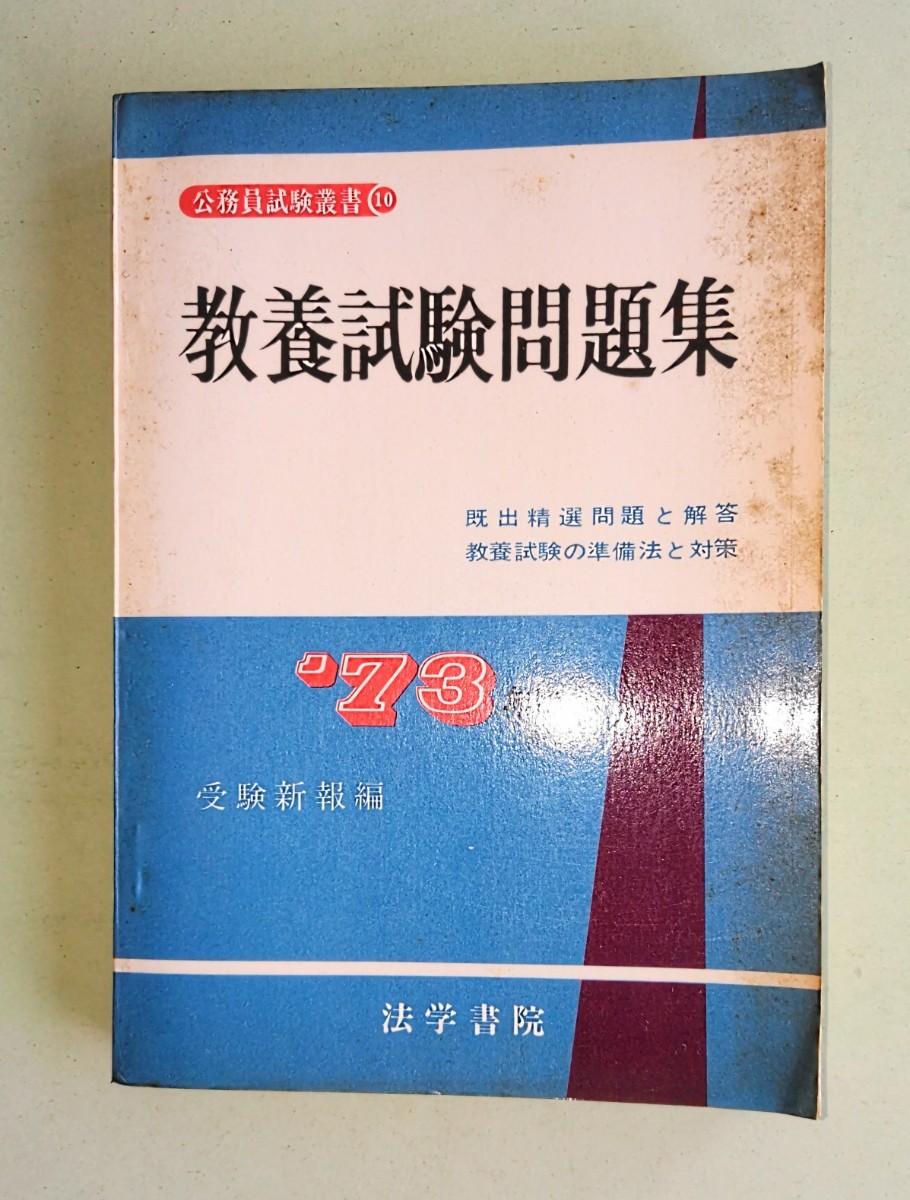 公務員試験叢書10
教養試験問題集
既出精選問題と解答
教養試験の準備法と対策
'73
受験新報編
法学書院